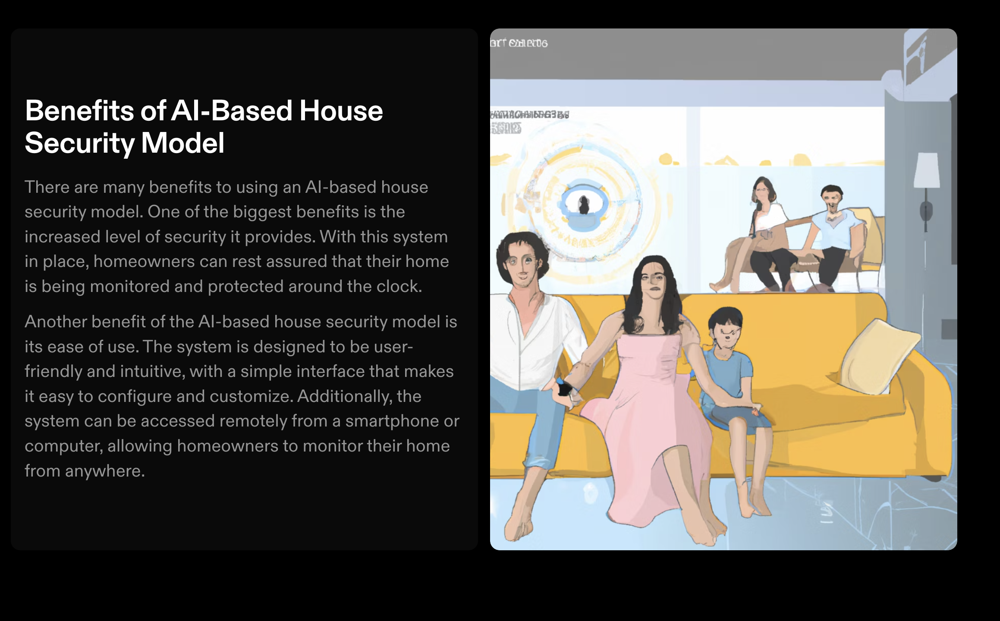 Benefits of AI-Based House
Security Model
There are many benefits to using an AI-based house
security model. One of the biggest benefits is the
increased level of security it provides. With this system
in place, homeowners can rest assured that their home
is being monitored and protected around the clock.
Another benefit of the AI-based house security model is
its ease of use. The system is designed to be user-
friendly and intuitive, with a simple interface that makes
it easy to configure and customize. Additionally, the
system can be accessed remotely from a smartphone or
computer, allowing homeowners to monitor their home
from anywhere.